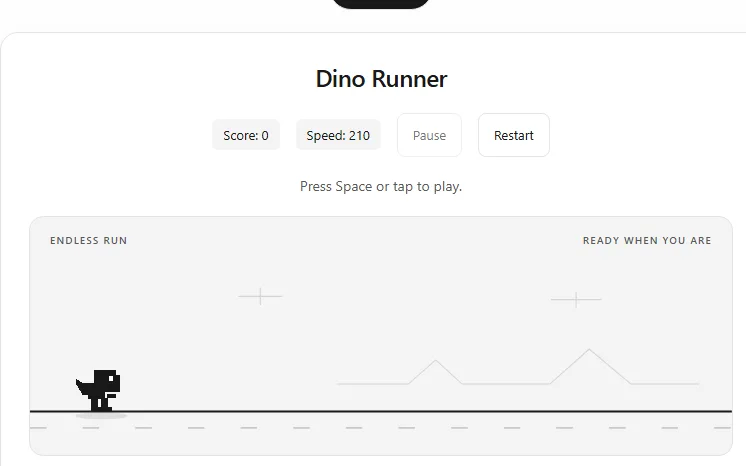 Dino Runner
Score: 0 Speed: 210 Pause Restart
Press Space or tap to play.
ENDLESS RUN READY WHEN YOU ARE